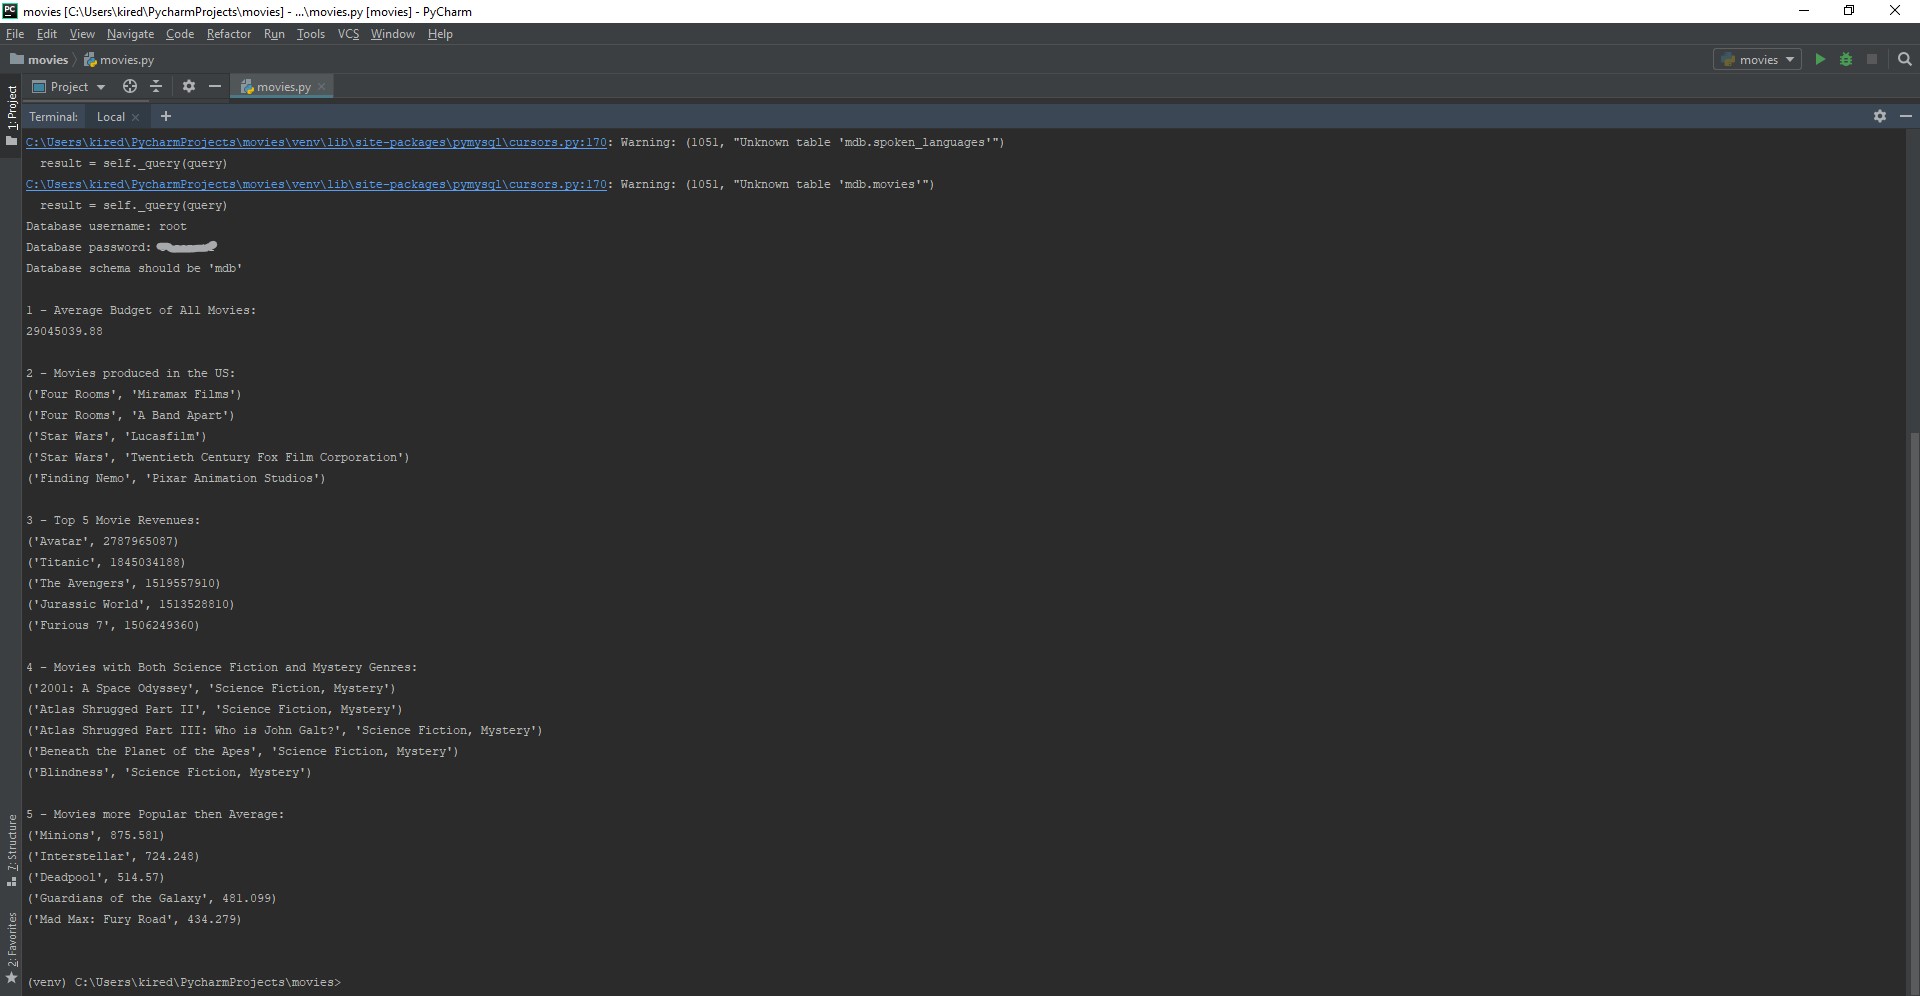 movies [C:\Users\kired\PycharmProjects\movies] - ...\movies.py [movies] - PyCharm
File Edit View Navigate Code Refactor Run Tools VCS Window Help
movies movies.py movies
1: Project Project movies.py
Terminal: Local +
C:\Users\kired\PycharmProjects\movies\venv\lib\site-packages\pymysql\cursors.py:170: Warning: (1051, "Unknown table 'mdb.spoken_languages'")
result = self._query(query)
C:\Users\kired\PycharmProjects\movies\venv\lib\site-packages\pymysql\cursors.py:170: Warning: (1051, "Unknown table 'mdb.movies'")
result = self._query(query)
Database username: root
Database password:
Database schema should be 'mdb'
1 - Average Budget of All Movies:
29045039.88
2 - Movies produced in the US:
('Four Rooms', 'Miramax Films')
('Four Rooms', 'A Band Apart')
('Star Wars', 'Lucasfilm')
('Star Wars', 'Twentieth Century Fox Film Corporation')
('Finding Nemo', 'Pixar Animation Studios')
3 - Top 5 Movie Revenues:
('Avatar', 2787965087)
('Titanic', 1845034188)
('The Avengers', 1519557910)
('Jurassic World', 1513528810)
('Furious 7', 1506249360)
4 - Movies with Both Science Fiction and Mystery Genres:
('2001: A Space Odyssey', 'Science Fiction, Mystery')
('Atlas Shrugged Part II', 'Science Fiction, Mystery')
('Atlas Shrugged Part III: Who is John Galt?', 'Science Fiction, Mystery')
('Beneath the Planet of the Apes', 'Science Fiction, Mystery')
('Blindness', 'Science Fiction, Mystery')
5 - Movies more Popular then Average:
('Minions', 875.581)
('Interstellar', 724.248)
('Deadpool', 514.57)
('Guardians of the Galaxy', 481.099)
('Mad Max: Fury Road', 434.279)
(venv) C:\Users\kired\PycharmProjects\movies>
7: Structure
2: Favorites